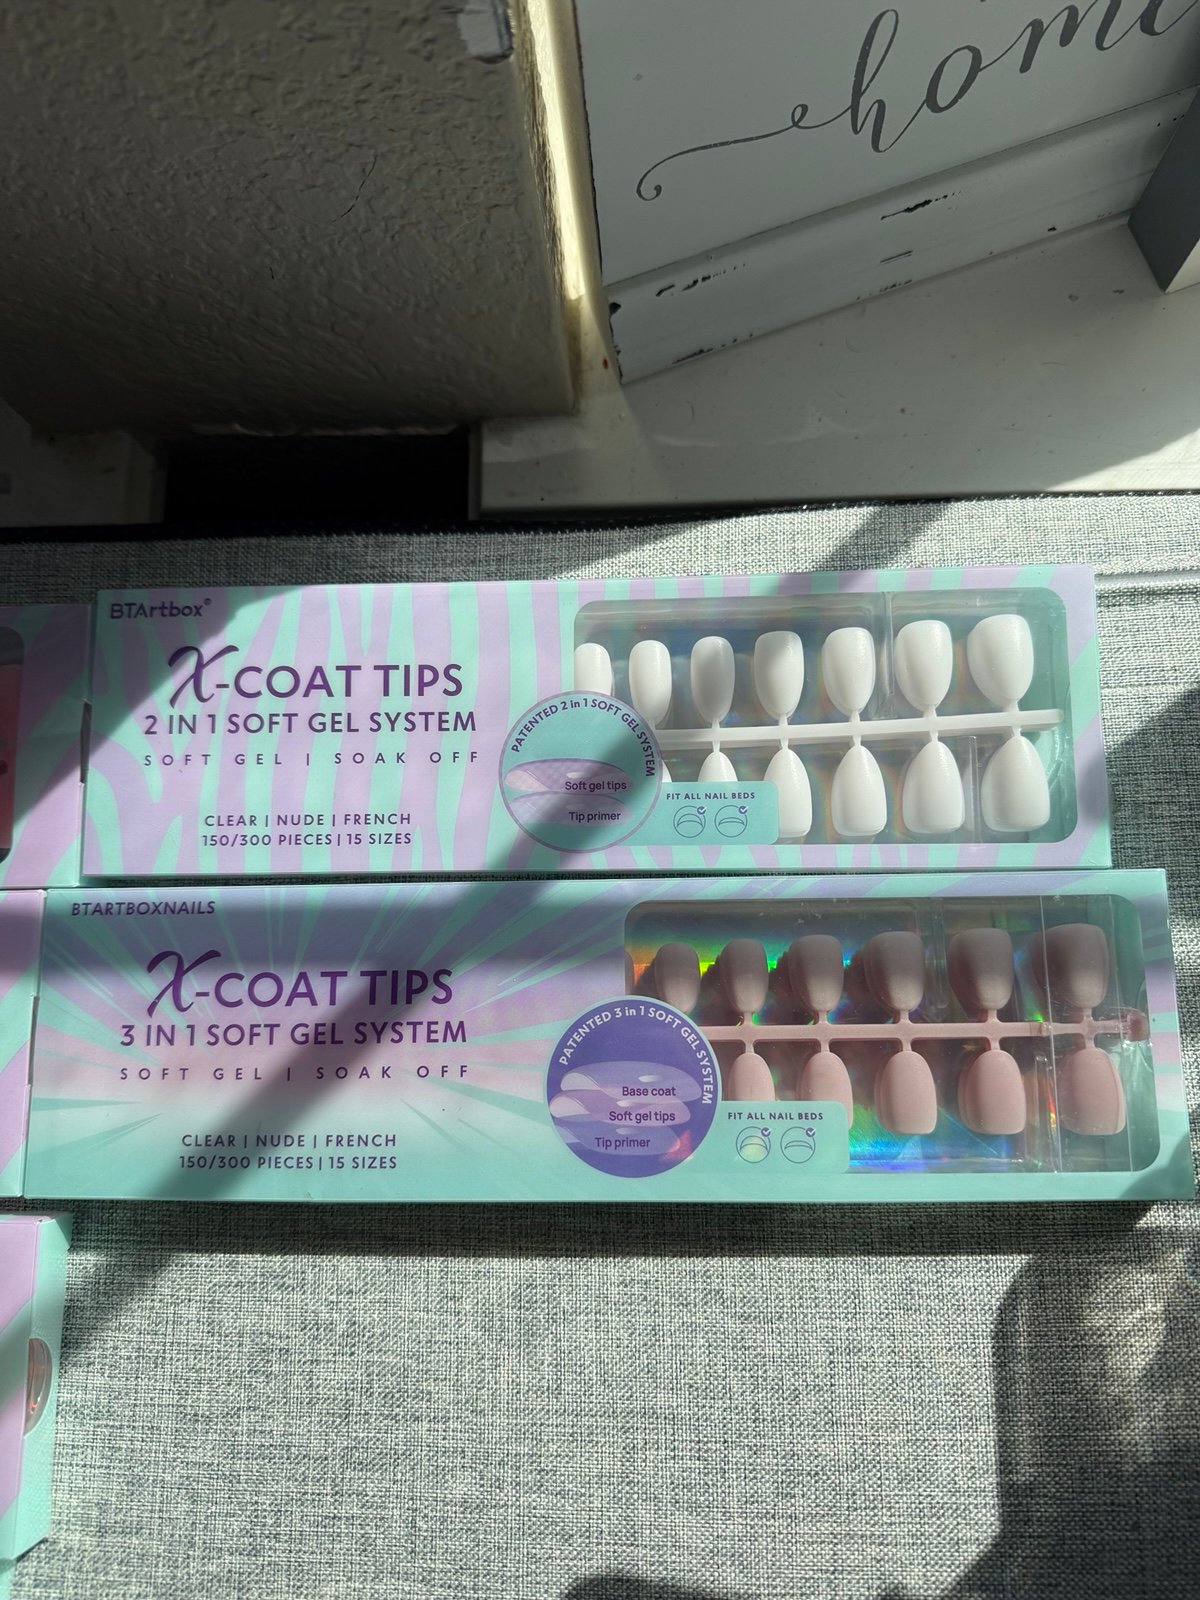 home
BTArtbox®
X-COAT TIPS
2 IN 1 SOFT GEL SYSTEM
SOFT GEL | SOAK OFF
CLEAR | NUDE | FRENCH
150/300 PIECES | 15 SIZES
PATENTED 2 in 1 SOFT GEL SYSTEM
Soft gel tips
Tip primer
FIT ALL NAIL BEDS
BTARTBOXNAILS
X-COAT TIPS
3 IN 1 SOFT GEL SYSTEM
SOFT GEL | SOAK OFF
CLEAR | NUDE | FRENCH
150/300 PIECES | 15 SIZES
PATENTED 3 in 1 SOFT GEL SYSTEM
Base coat
Soft gel tips
Tip primer
FIT ALL NAIL BEDS